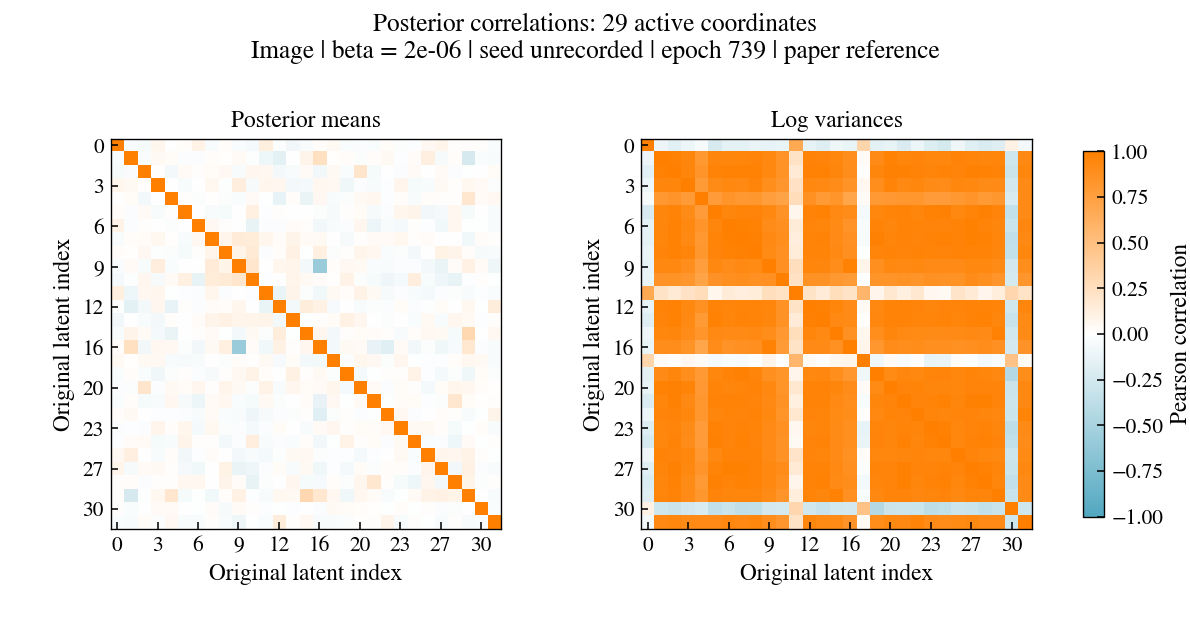 Posterior correlations: 29 active coordinates
Image | beta = 2e-06 | seed unrecorded | epoch 739 | paper reference
Posterior means
0
3
6
9
12
16
20
23
27
30
0 3 6 9 12 16 20 23 27 30
Original latent index
Original latent index
Log variances
0
3
6
9
12
16
20
23
27
30
0 3 6 9 12 16 20 23 27 30
Original latent index
Original latent index
1.00
0.75
0.50
0.25
0.00
−0.25
−0.50
−0.75
−1.00
Pearson correlation